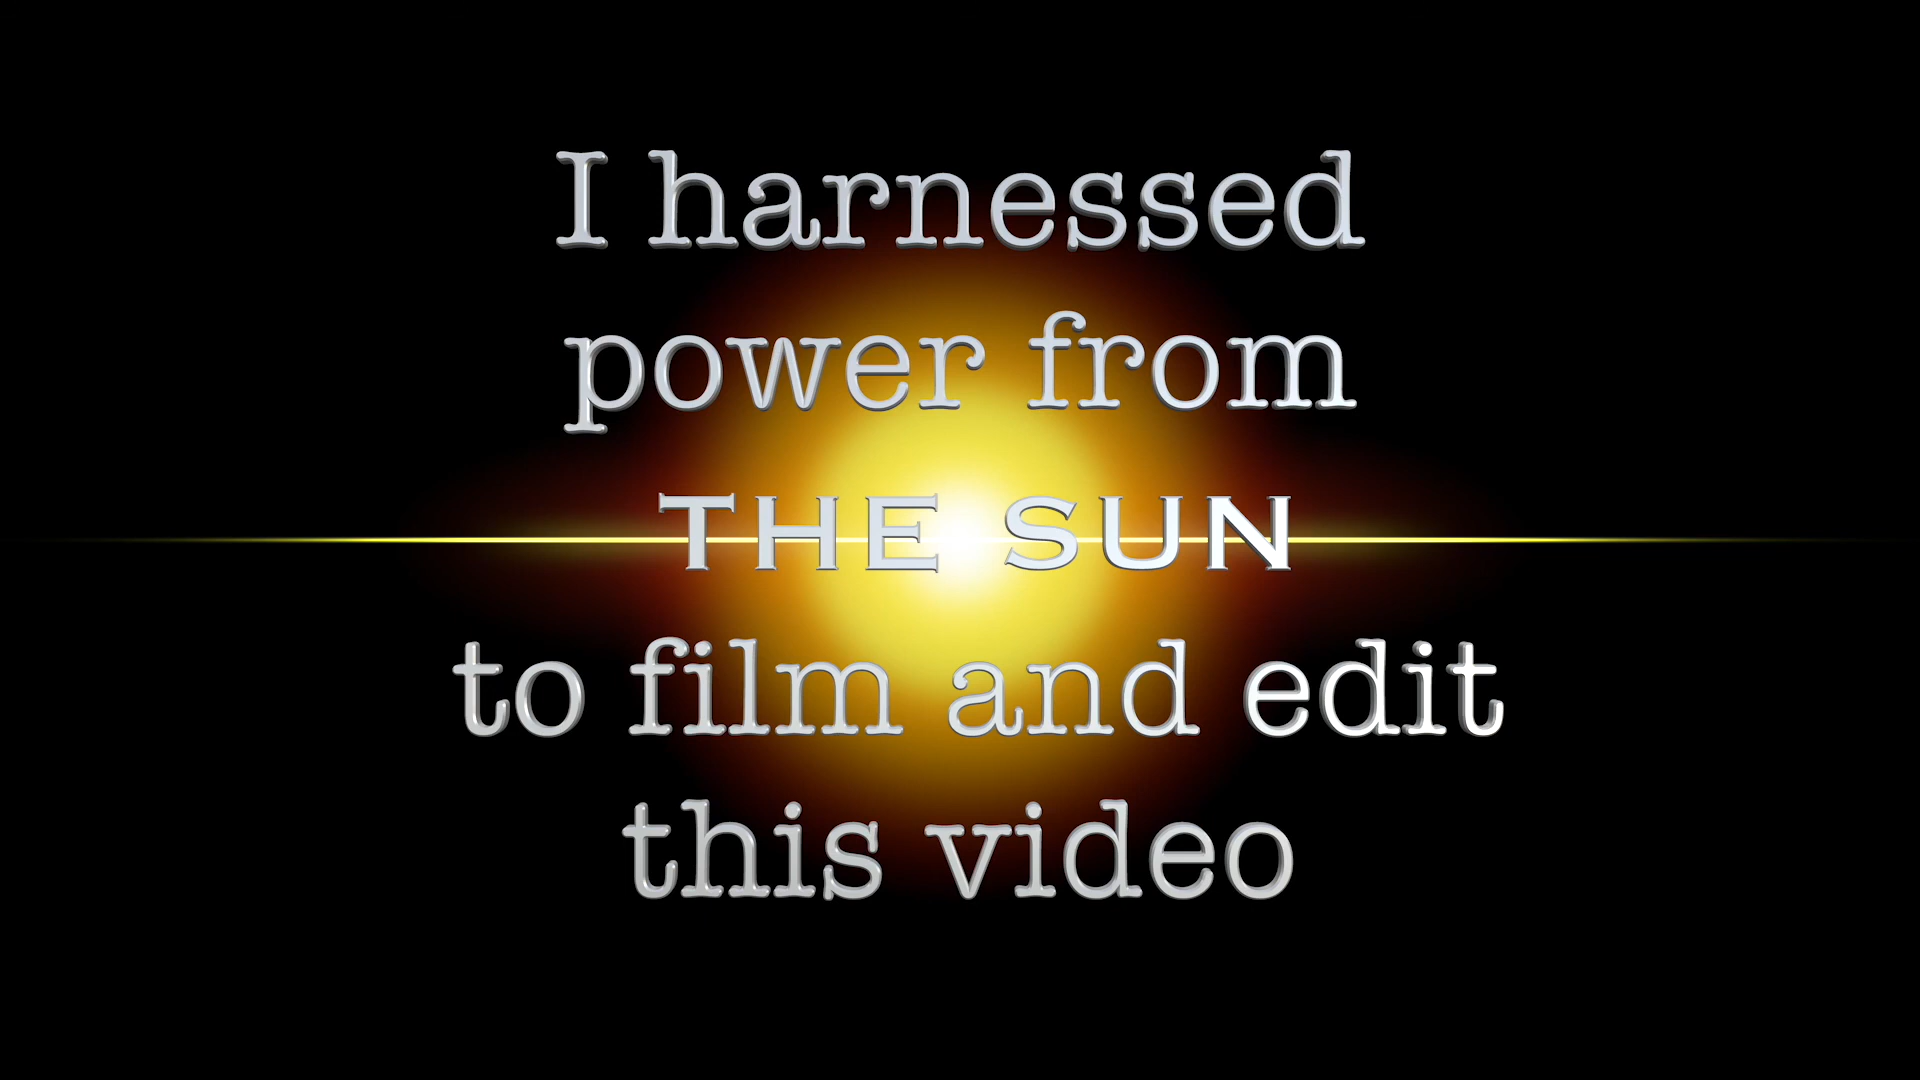 I harnessed
power from
THE SUN
to film and edit
this video